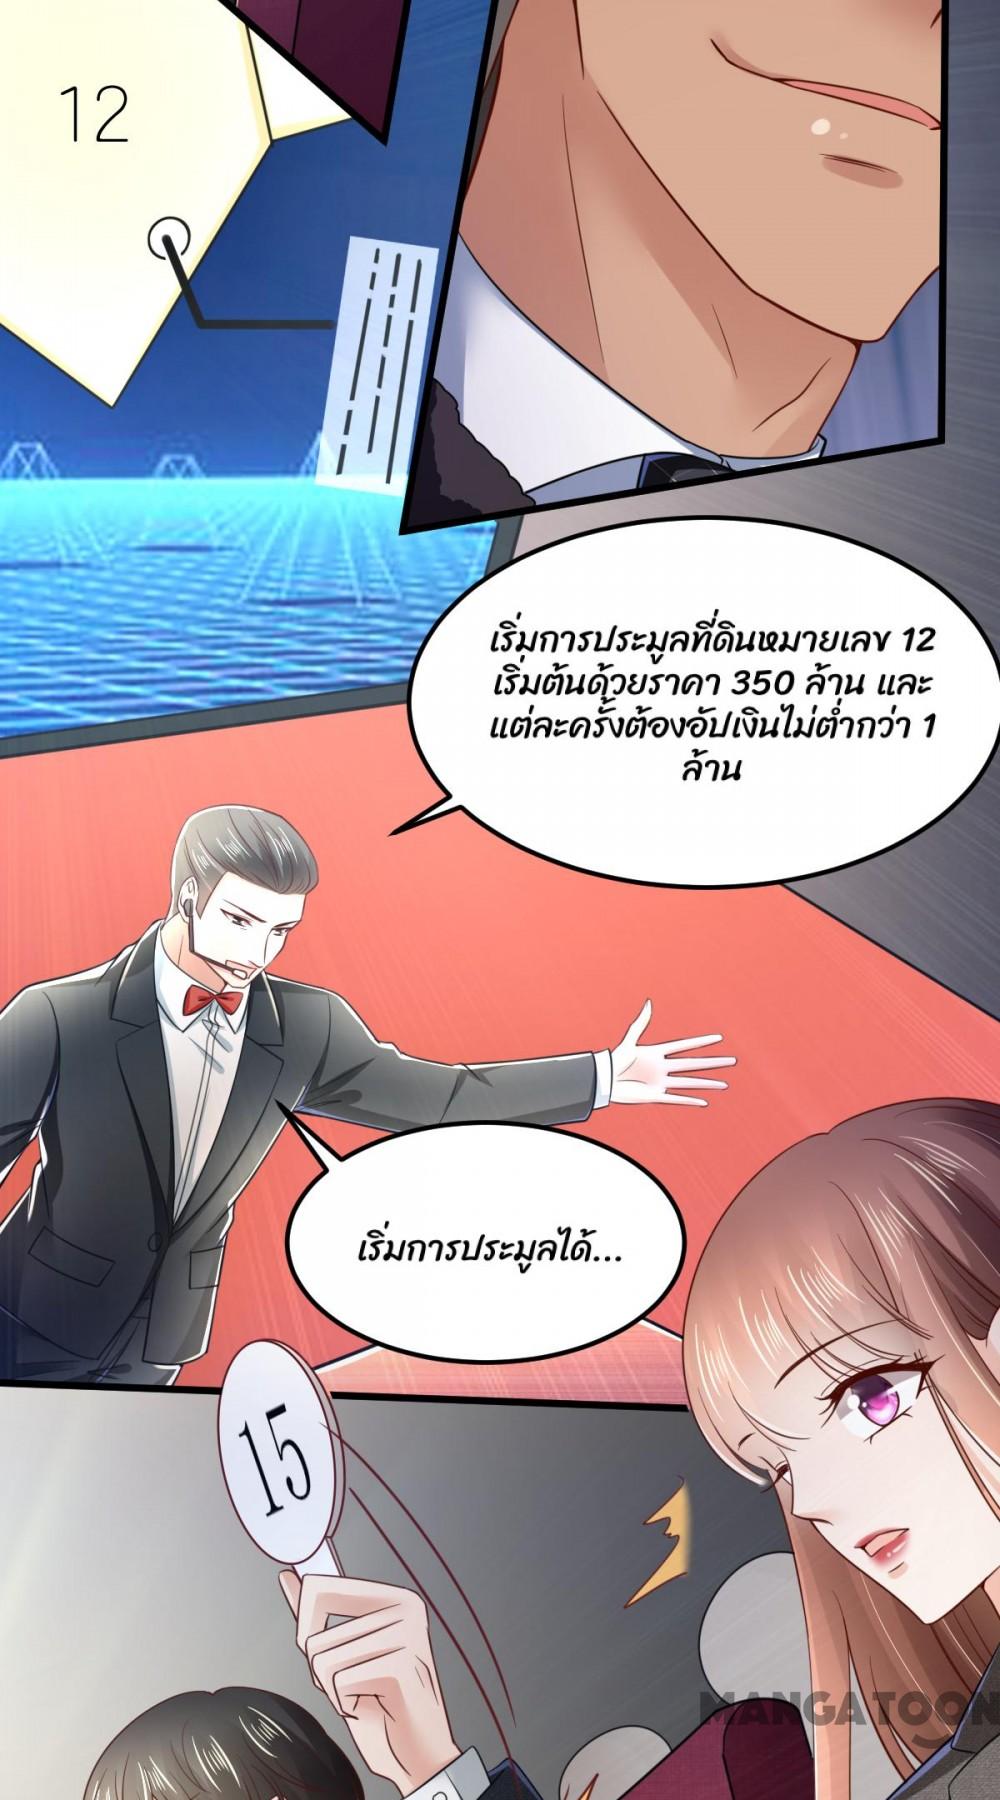 12
เริ่มการประมูลที่ดินหมายเลข 12
เริ่มต้นด้วยราคา 350 ล้าน และ
แต่ละครั้งต้องอัปเงินไม่ต่ำกว่า 1
ล้าน
เริ่มการประมูลได้...
15
MANGATOON